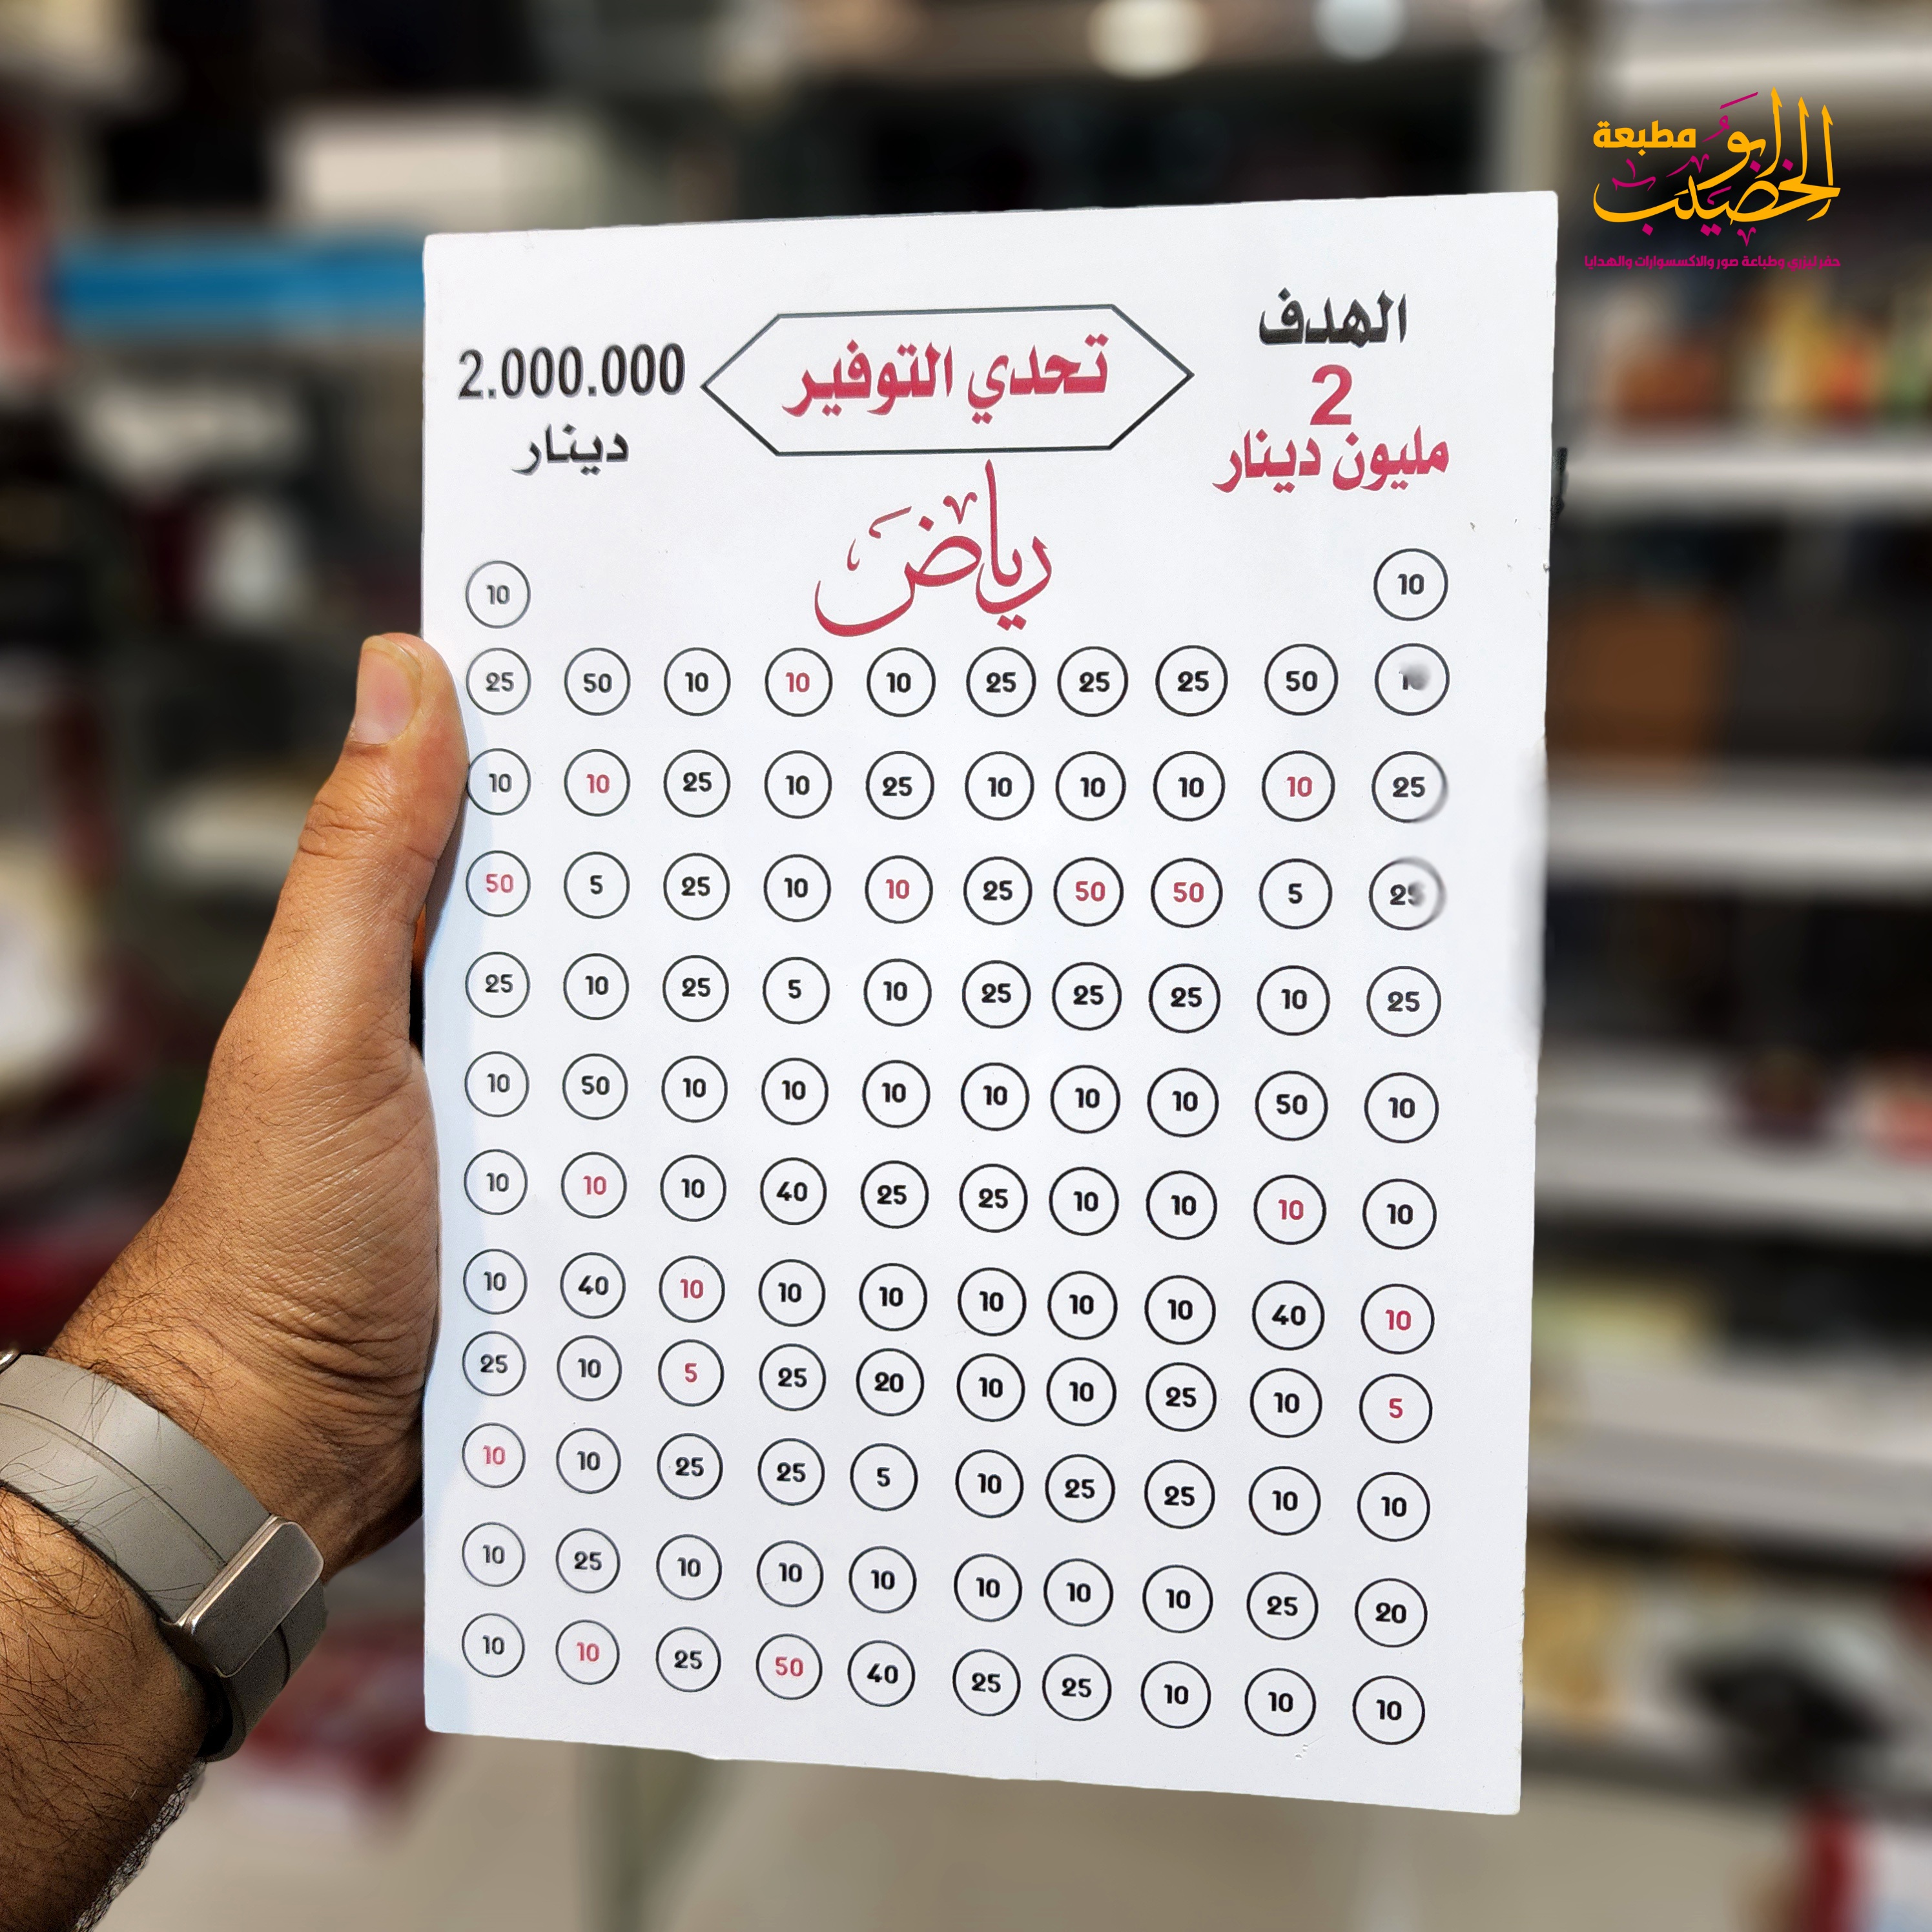 مطبعة ابو الخصيب
حفر ليزري وطباعة صور والاكسسوارات والهدايا
الهدف
2
مليون دينار
تحدي التوفير
2.000.000
دينار
رياض
10 10
25 50 10 10 10 25 25 25 50
10 10 25 10 25 10 10 10 10 25
50 5 25 10 10 25 50 50 5 25
25 10 25 5 10 25 25 25 10 25
10 50 10 10 10 10 10 10 50 10
10 10 10 40 25 25 10 10 10 10
10 40 10 10 10 10 10 10 40 10
25 10 5 25 20 10 10 25 10 5
10 10 25 25 5 10 25 25 10 10
10 25 10 10 10 10 10 10 25 20
10 10 25 50 40 25 25 10 10 10